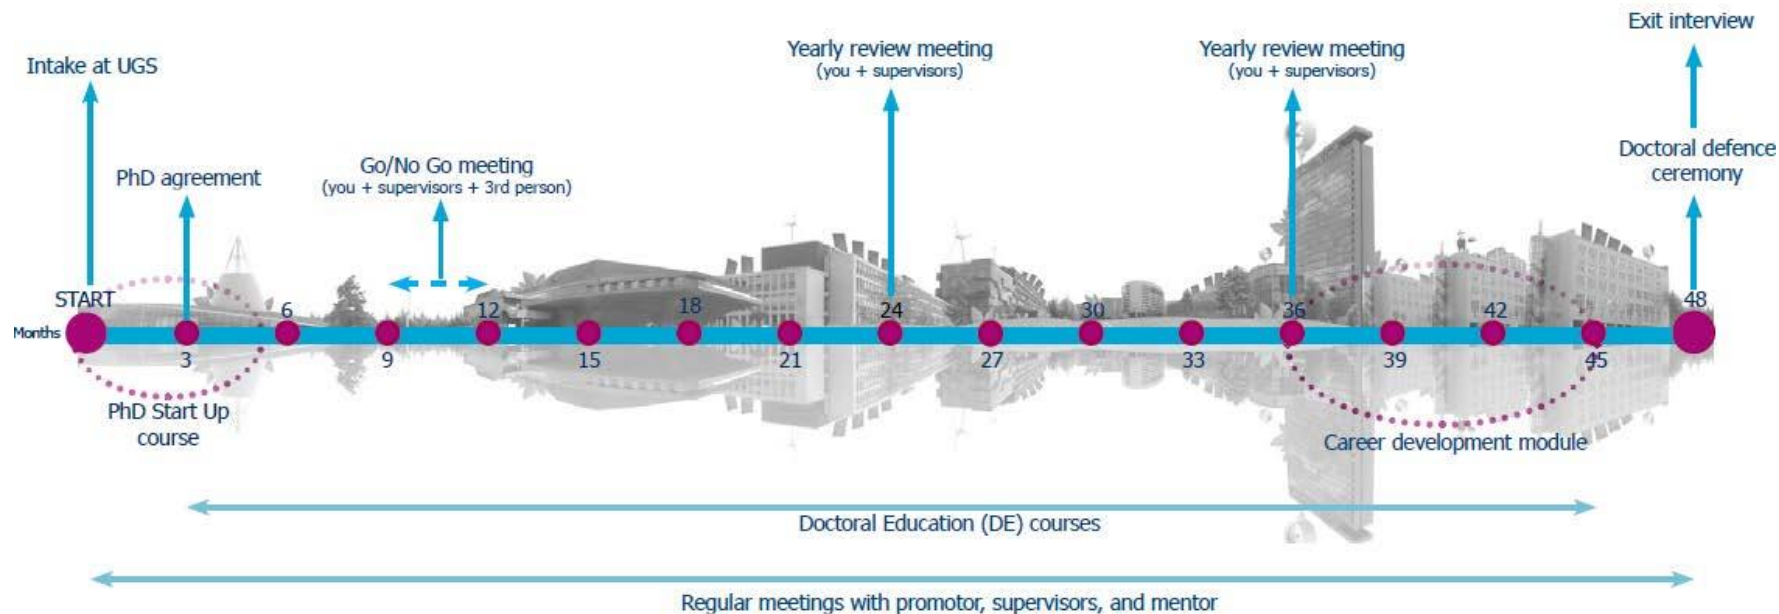 Exit interview
Intake at UGS
Yearly review meeting
(you + supervisors)
Yearly review meeting
(you + supervisors)
PhD agreement
Go/No Go meeting
(you + supervisors + 3rd person)
Doctoral defence
ceremony
START
Months
3
6
9
12
15
18
21
24
27
30
33
36
39
42
45
48
PhD Start Up
course
Career development module
Doctoral Education (DE) courses
Regular meetings with promotor, supervisors, and mentor